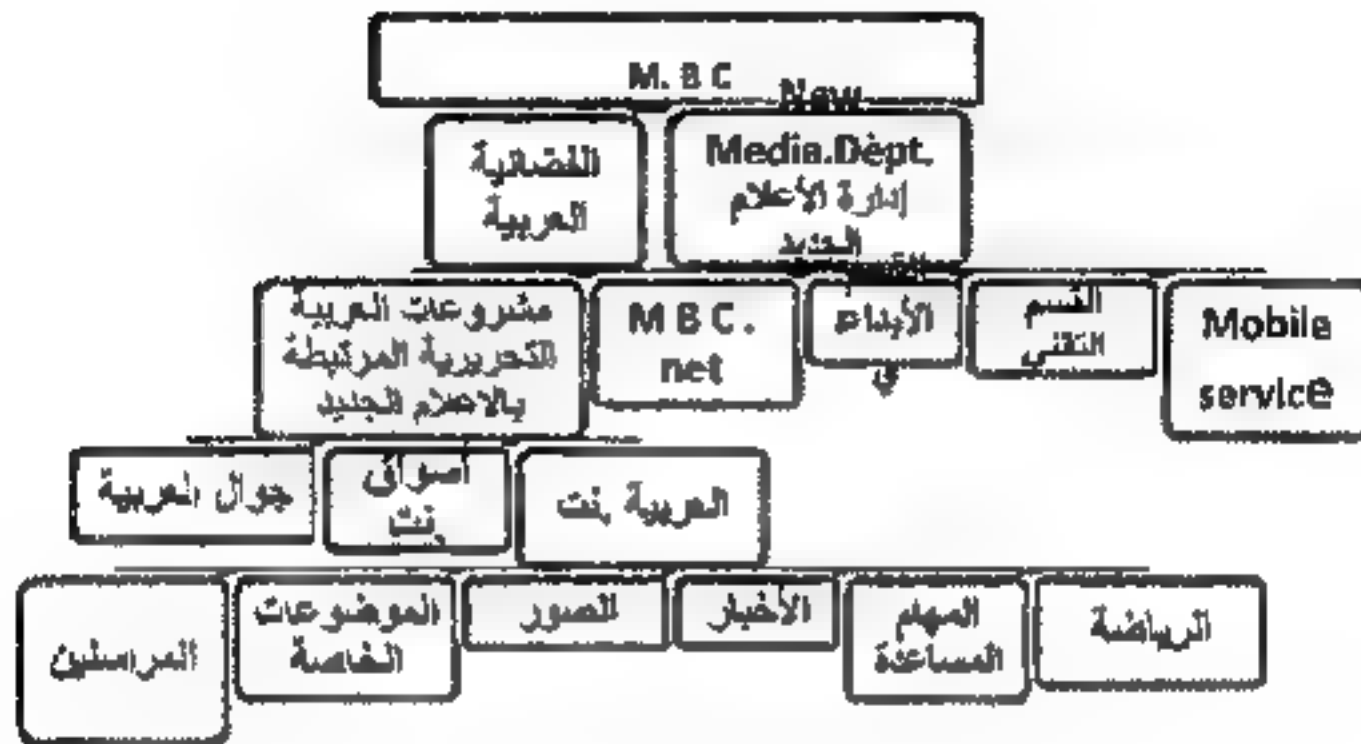 M. B C
الفضائية
العربية
New
Media.Dept.
إدارة الأعلام
الجديد
مشروعات العربية
التحريرية المرتبطة
بالاعلام الجديد
M B C .
net
الأبداع
ي
القسم
التقني
Mobile
service
جوال العربية
أسواق
.نت
العربية .نت
المراسلين
الموضوعات
الخاصة
الصور
الأخبار
المهام
المساعدة
الرياضة